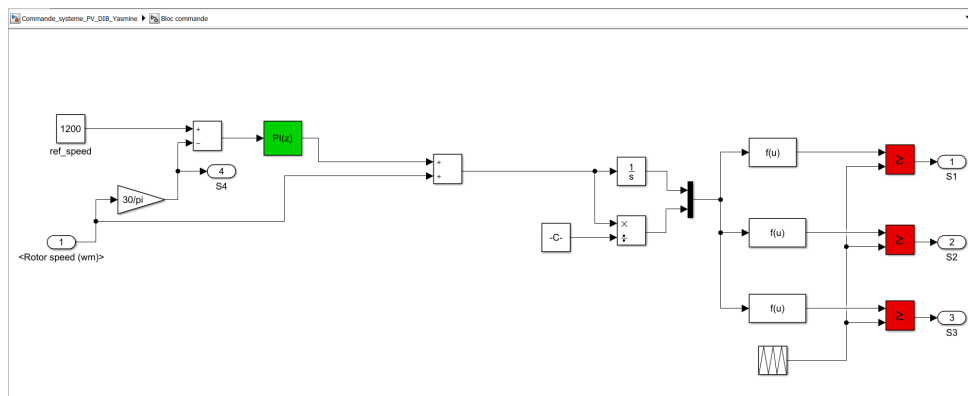 Commande_systeme_PV_DIB_Yasmine Bloc commande
1200
ref_speed
+
−
PI(z)
4
S4
30/pi
1
<Rotor speed (wm)>
+
+
1
s
-C-
×
÷
f(u)
≥
1
S1
f(u)
≥
2
S2
f(u)
≥
3
S3